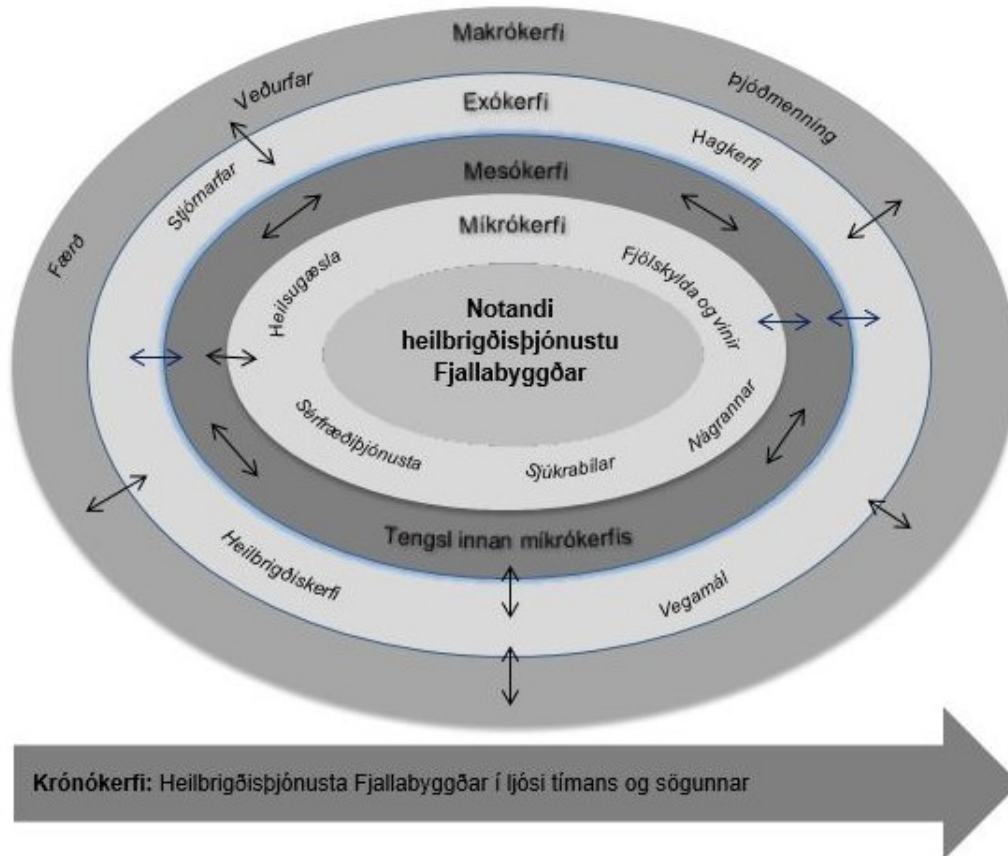 Makrókerfi
Veðurfar
Þjóðmenning
Færð
Exókerfi
Stjórnarfar
Hagkerfi
Mesókerfi
Míkrókerfi
Heilsugæsla
Fjölskylda og vinir
Notandi
heilbrigðisþjónustu
Fjallabyggðar
Sérfræðiþjónusta
Sjúkrabílar
Nágrannar
Tengsl innan míkrókerfis
Heilbrigðiskerfi
Vegamál
Krónókerfi: Heilbrigðisþjónusta Fjallabyggðar í ljósi tímans og sögunnar